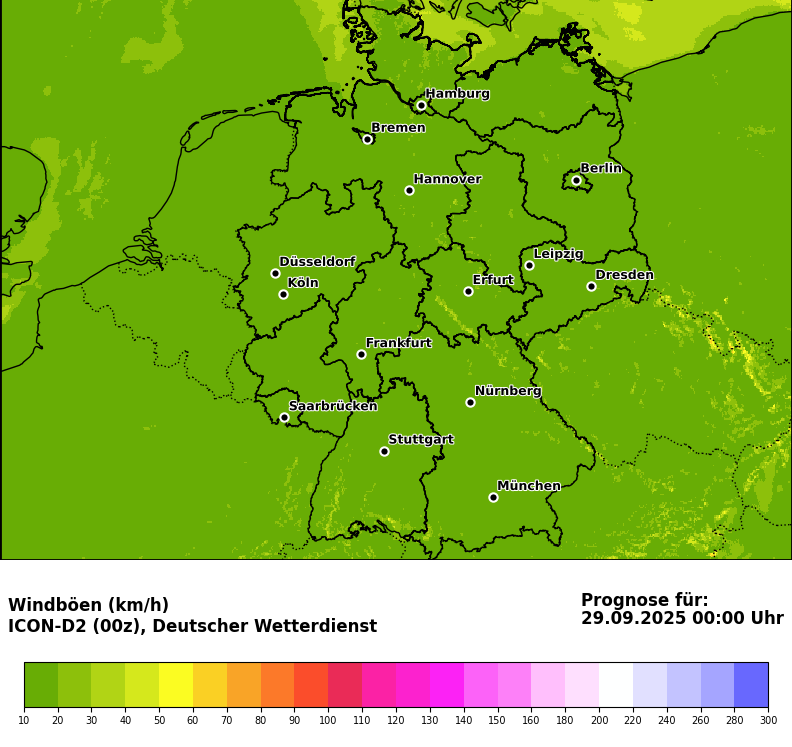 Hamburg
Bremen
Berlin
Hannover
Leipzig
Düsseldorf
Dresden
Erfurt
Köln
Frankfurt
Nürnberg
Saarbrücken
Stuttgart
München
Windböen (km/h)
ICON-D2 (00z), Deutscher Wetterdienst
Prognose für:
29.09.2025 00:00 Uhr
10 20 30 40 50 60 70 80 90 100 110 120 130 140 150 160 180 200 220 240 260 280 300